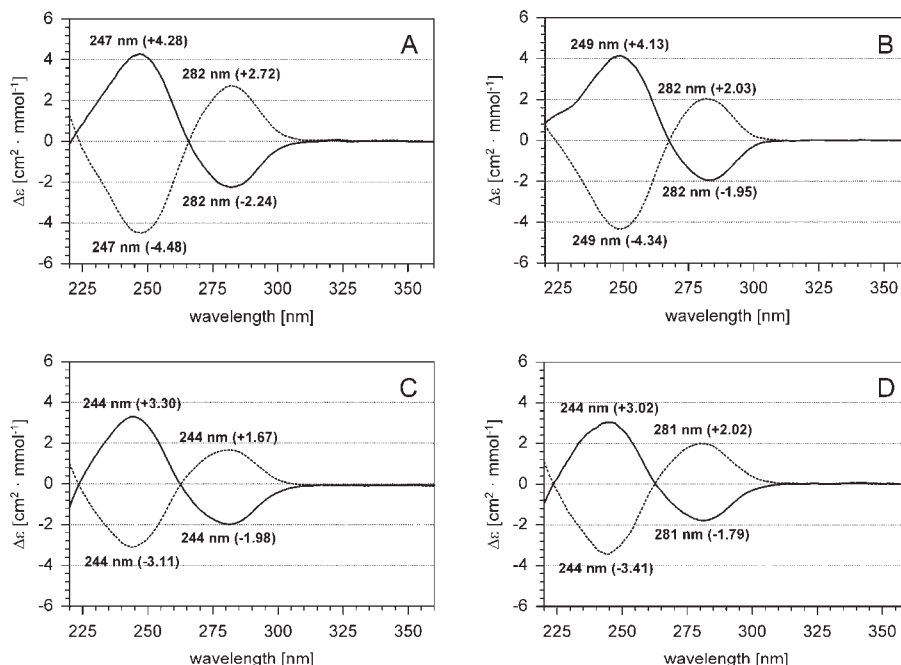 A
6
4
2
0
-2
-4
-6
Δε [cm² · mmol⁻¹]
247 nm (+4.28)
282 nm (+2.72)
282 nm (-2.24)
247 nm (-4.48)
225 250 275 300 325 350
wavelength [nm]
B
6
4
2
0
-2
-4
-6
Δε [cm² · mmol⁻¹]
249 nm (+4.13)
282 nm (+2.03)
282 nm (-1.95)
249 nm (-4.34)
225 250 275 300 325 350
wavelength [nm]
C
6
4
2
0
-2
-4
-6
Δε [cm² · mmol⁻¹]
244 nm (+3.30)
244 nm (+1.67)
244 nm (-1.98)
244 nm (-3.11)
225 250 275 300 325 350
wavelength [nm]
D
6
4
2
0
-2
-4
-6
Δε [cm² · mmol⁻¹]
244 nm (+3.02)
281 nm (+2.02)
281 nm (-1.79)
244 nm (-3.41)
225 250 275 300 325 350
wavelength [nm]